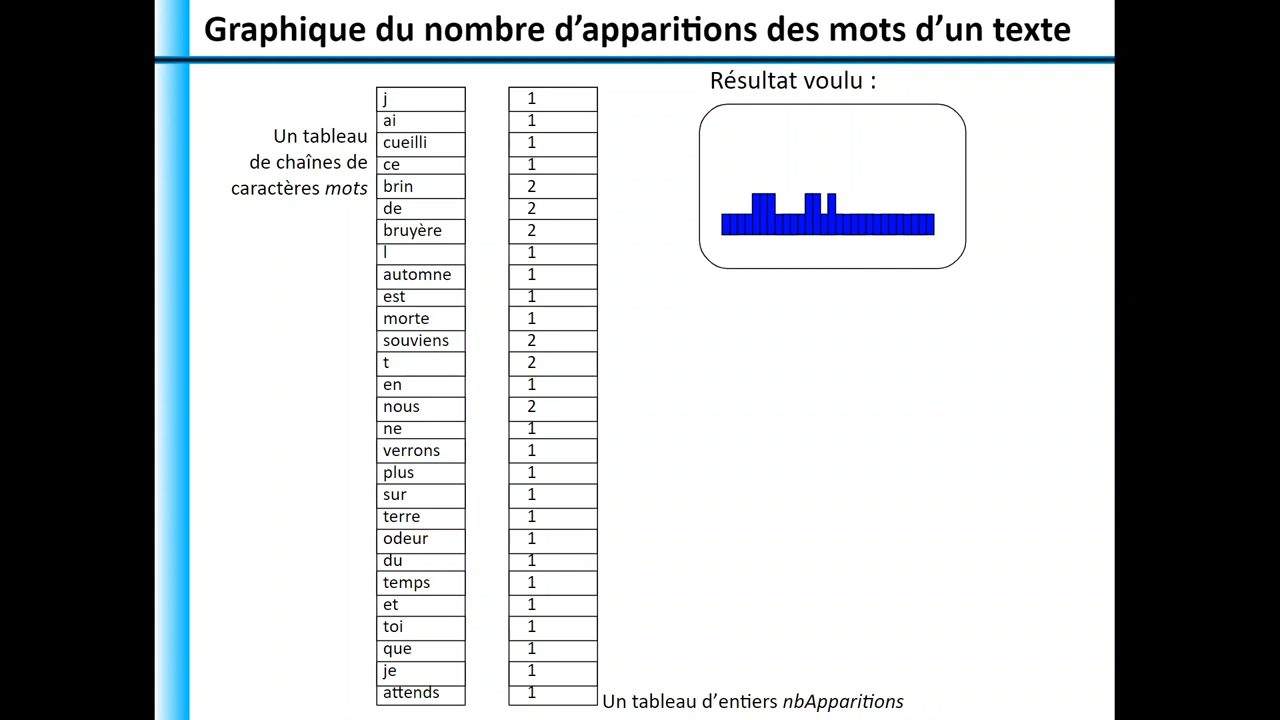 Graphique du nombre d’apparitions des mots d’un texte
Résultat voulu :
Un tableau
de chaînes de
caractères mots
j 1
ai 1
cueilli 1
ce 1
brin 2
de 2
bruyère 2
l 1
automne 1
est 1
morte 1
souviens 2
t 2
en 1
nous 2
ne 1
verrons 1
plus 1
sur 1
terre 1
odeur 1
du 1
temps 1
et 1
toi 1
que 1
je 1
attends 1
Un tableau d’entiers nbApparitions